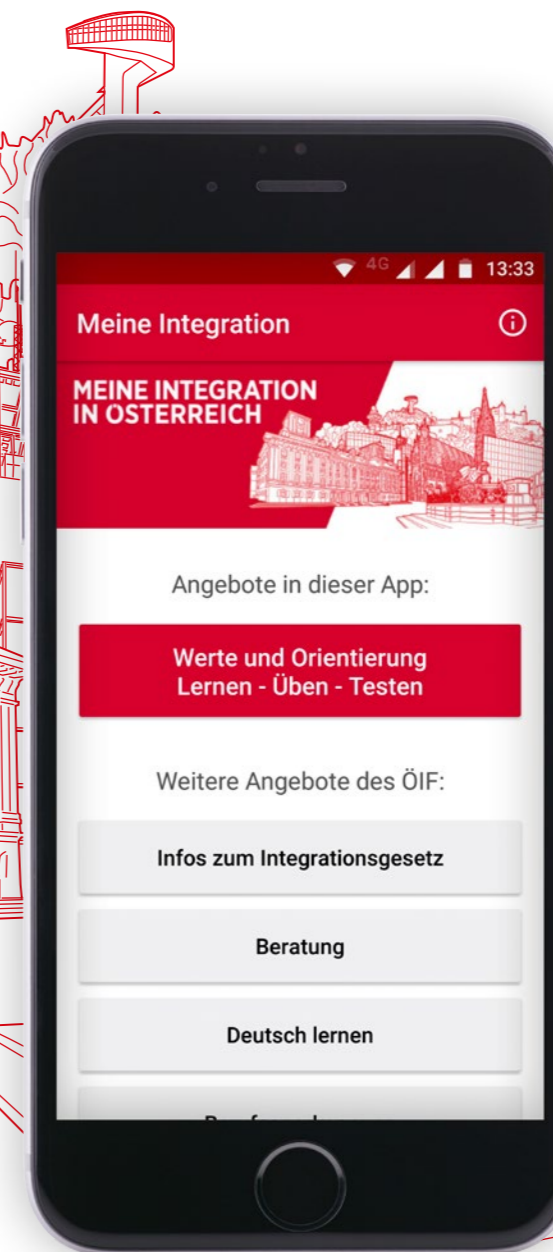 4G 13:33
Meine Integration
MEINE INTEGRATION
IN ÖSTERREICH
Angebote in dieser App:
Werte und Orientierung
Lernen - Üben - Testen
Weitere Angebote des ÖIF:
Infos zum Integrationsgesetz
Beratung
Deutsch lernen